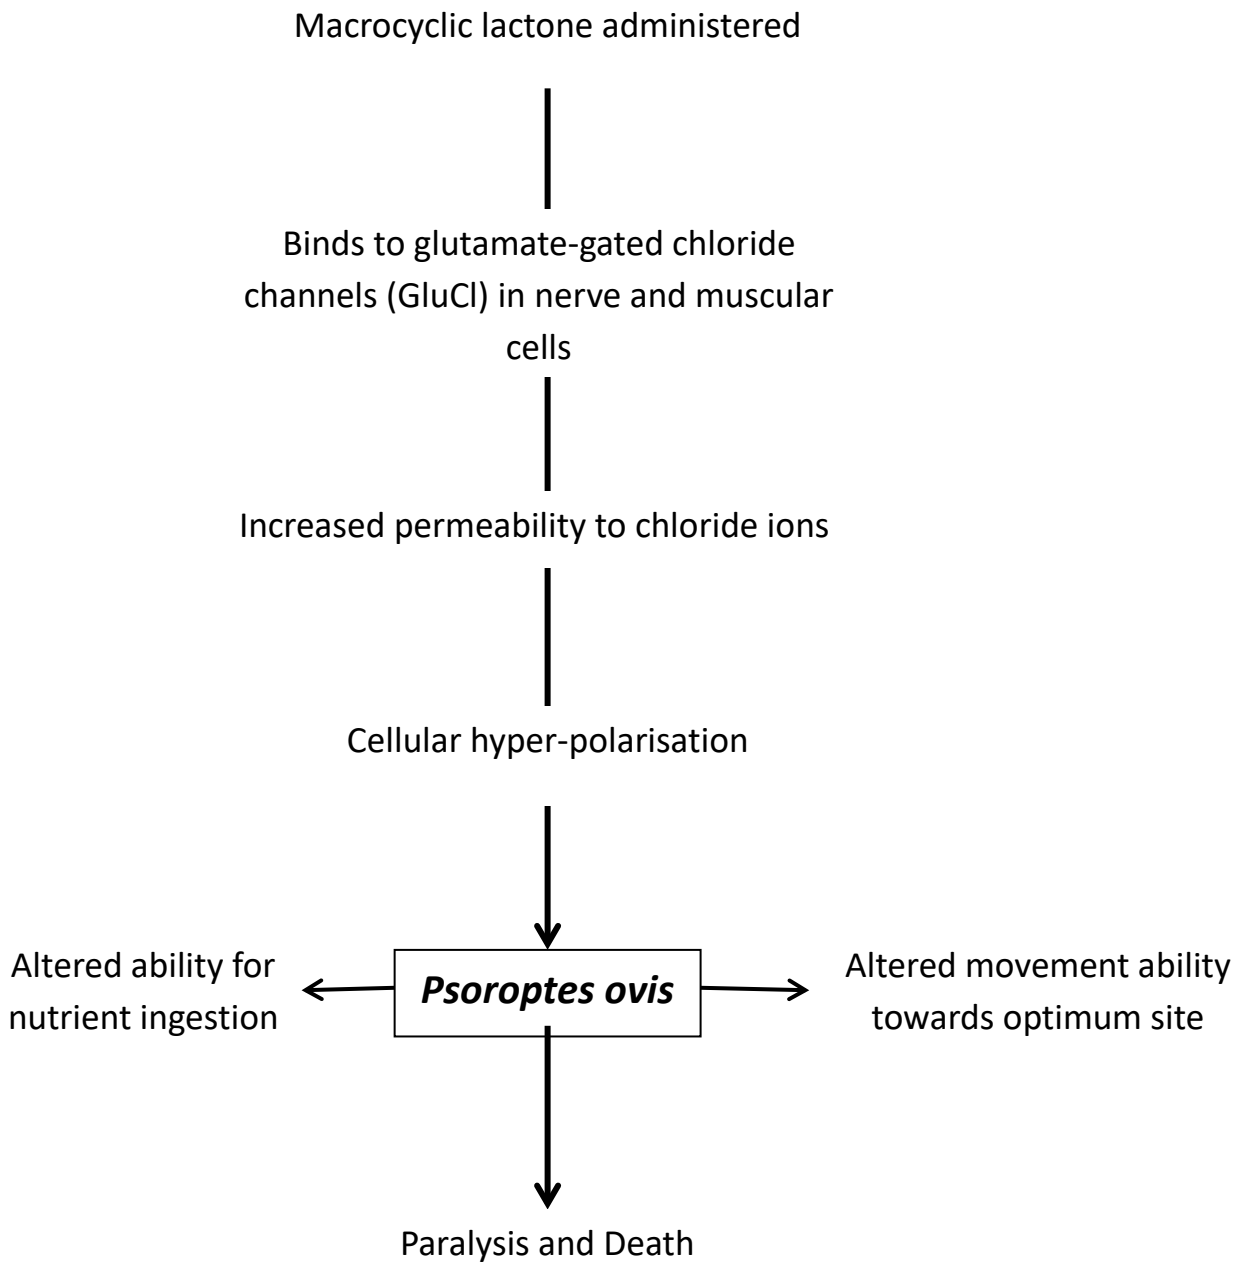 Macrocyclic lactone administered
Binds to glutamate-gated chloride
channels (GluCl) in nerve and muscular
cells
Increased permeability to chloride ions
Cellular hyper-polarisation
Altered ability for
nutrient ingestion
Psoroptes ovis
Altered movement ability
towards optimum site
Paralysis and Death